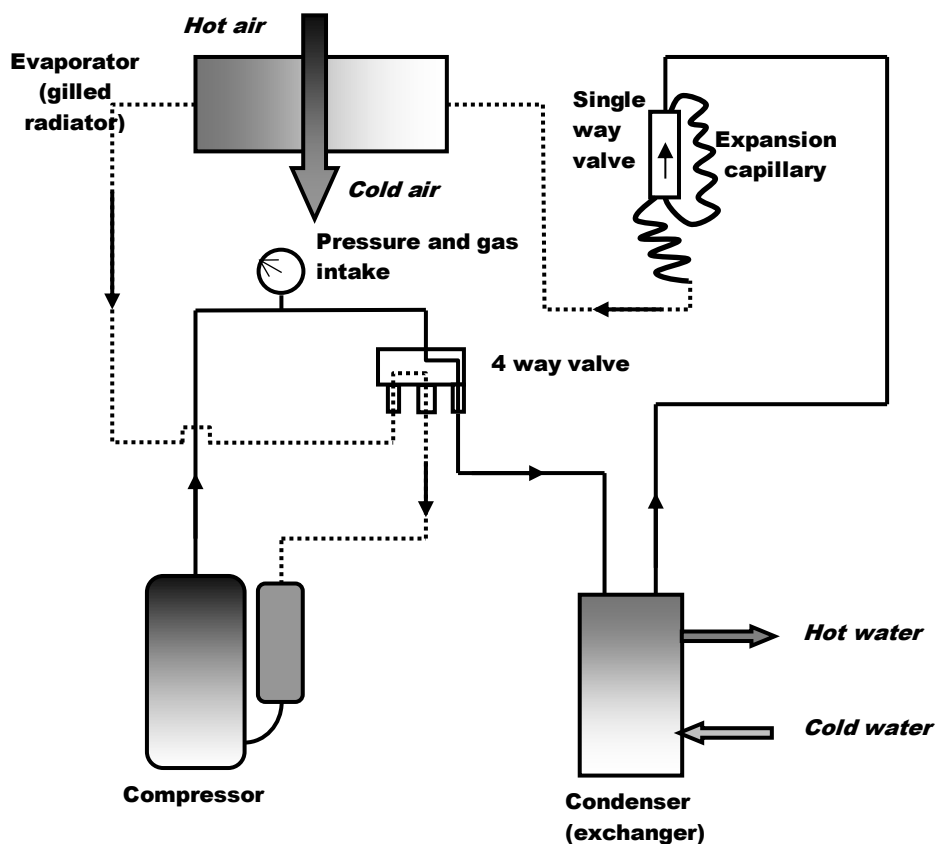 Hot air
Evaporator
(gilled
radiator)
Cold air
Single
way
valve
Expansion
capillary
Pressure and gas
intake
4 way valve
Hot water
Cold water
Compressor
Condenser
(exchanger)